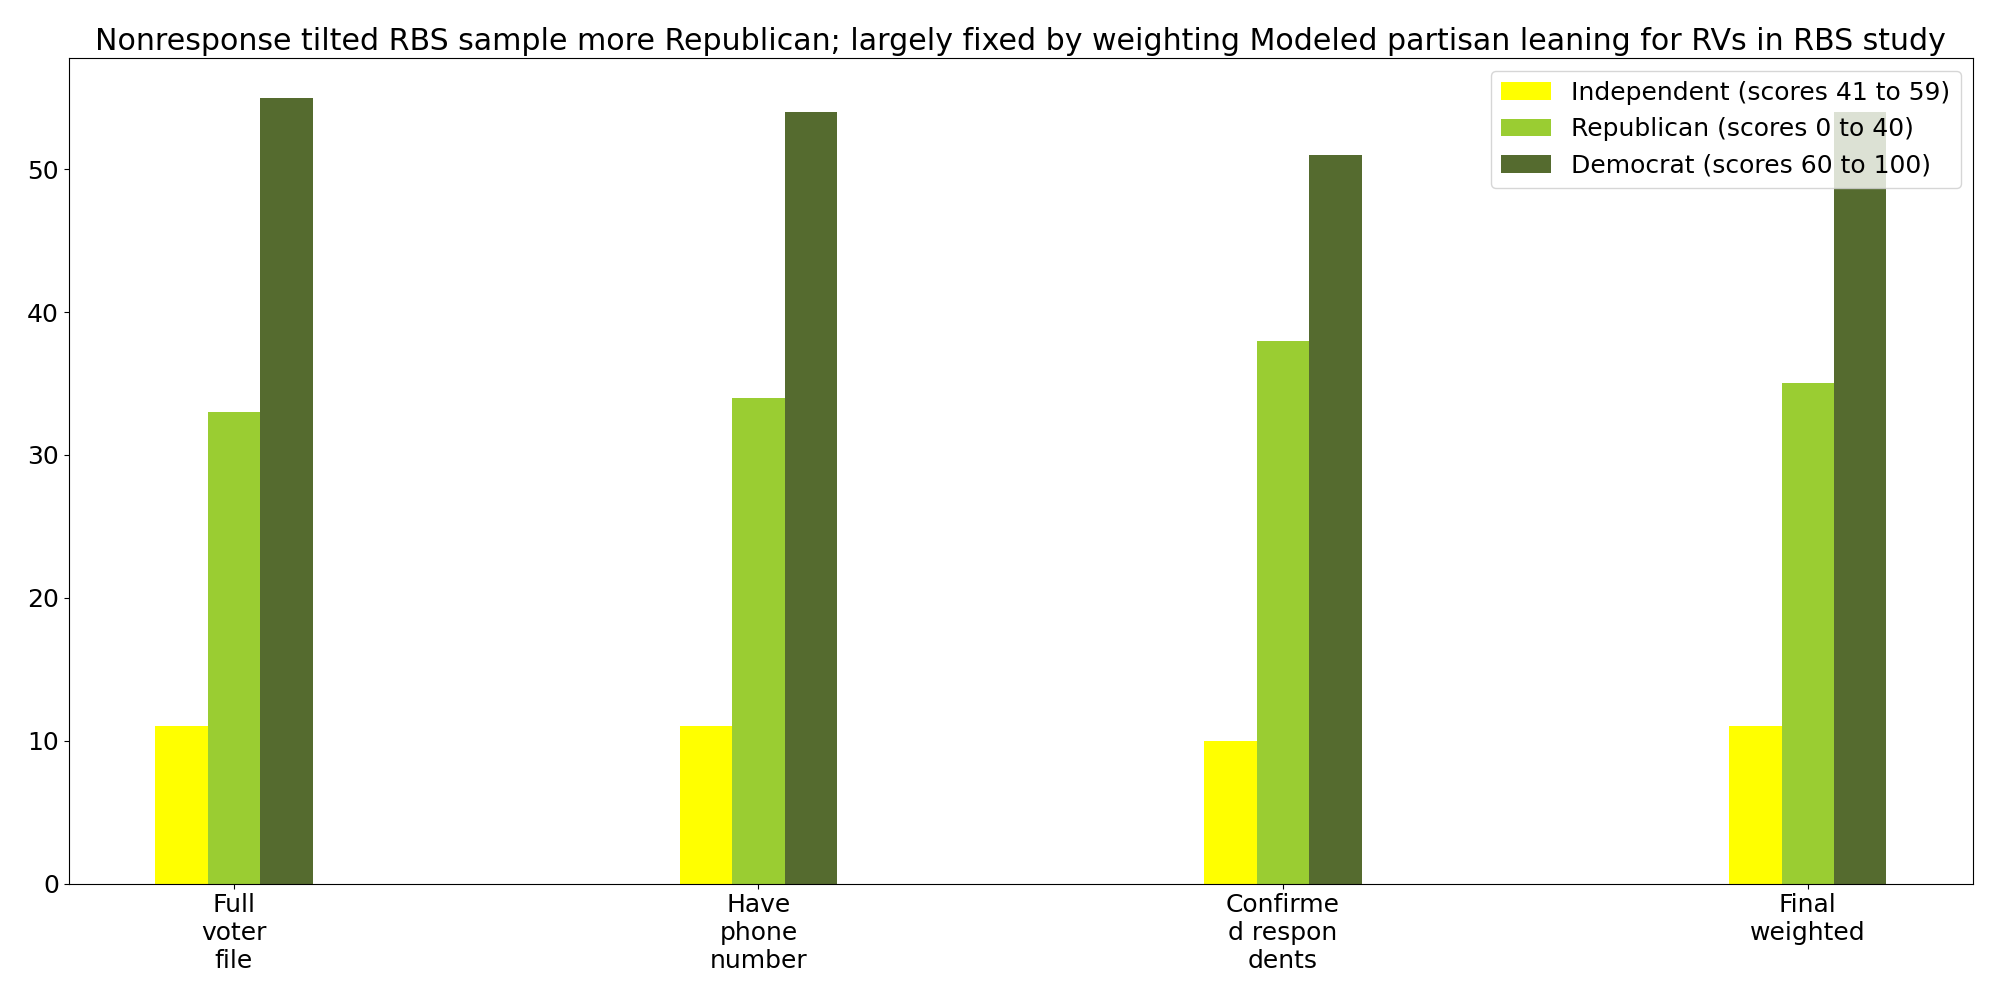 Nonresponse tilted RBS sample more Republican; largely fixed by weighting Modeled partisan leaning for RVs in RBS study
Independent (scores 41 to 59)
Republican (scores 0 to 40)
Democrat (scores 60 to 100)
50
40
30
20
10
0
Full
voter
file
Have
phone
number
Confirme
d respon
dents
Final
weighted